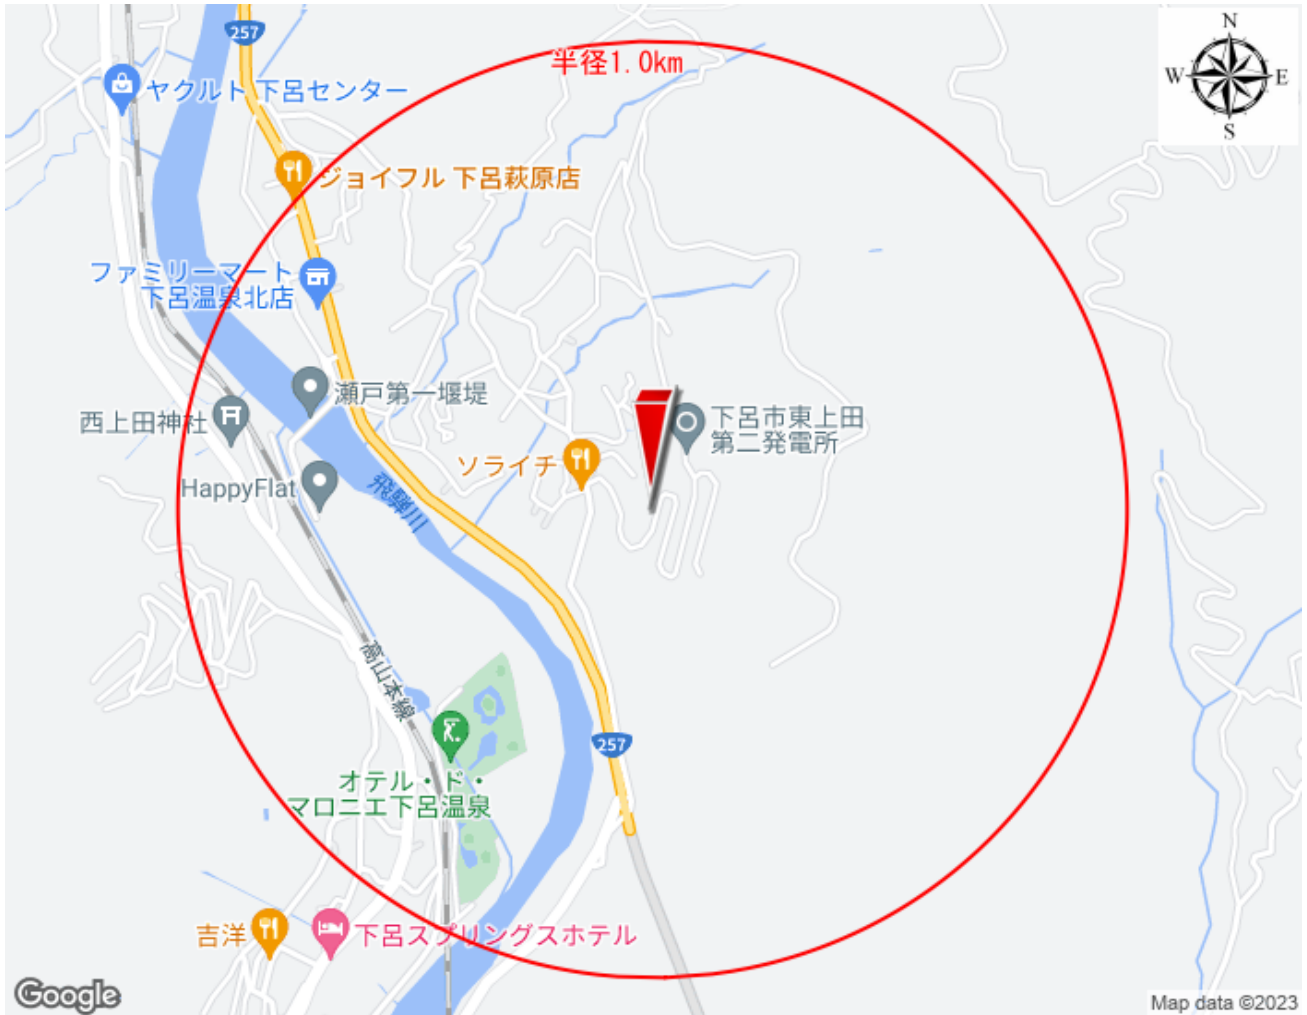 257
半径1.0km
N
W
E
S
ヤクルト 下呂センター
ジョイフル 下呂萩原店
ファミリーマート
下呂温泉北店
瀬戸第一堰堤
西上田神社
下呂市東上田
第二発電所
ソライチ
HappyFlat
飛騨川
高山本線
257
オテル・ド・
マロニエ下呂温泉
吉洋
下呂スプリングスホテル
Google
Map data ©2023